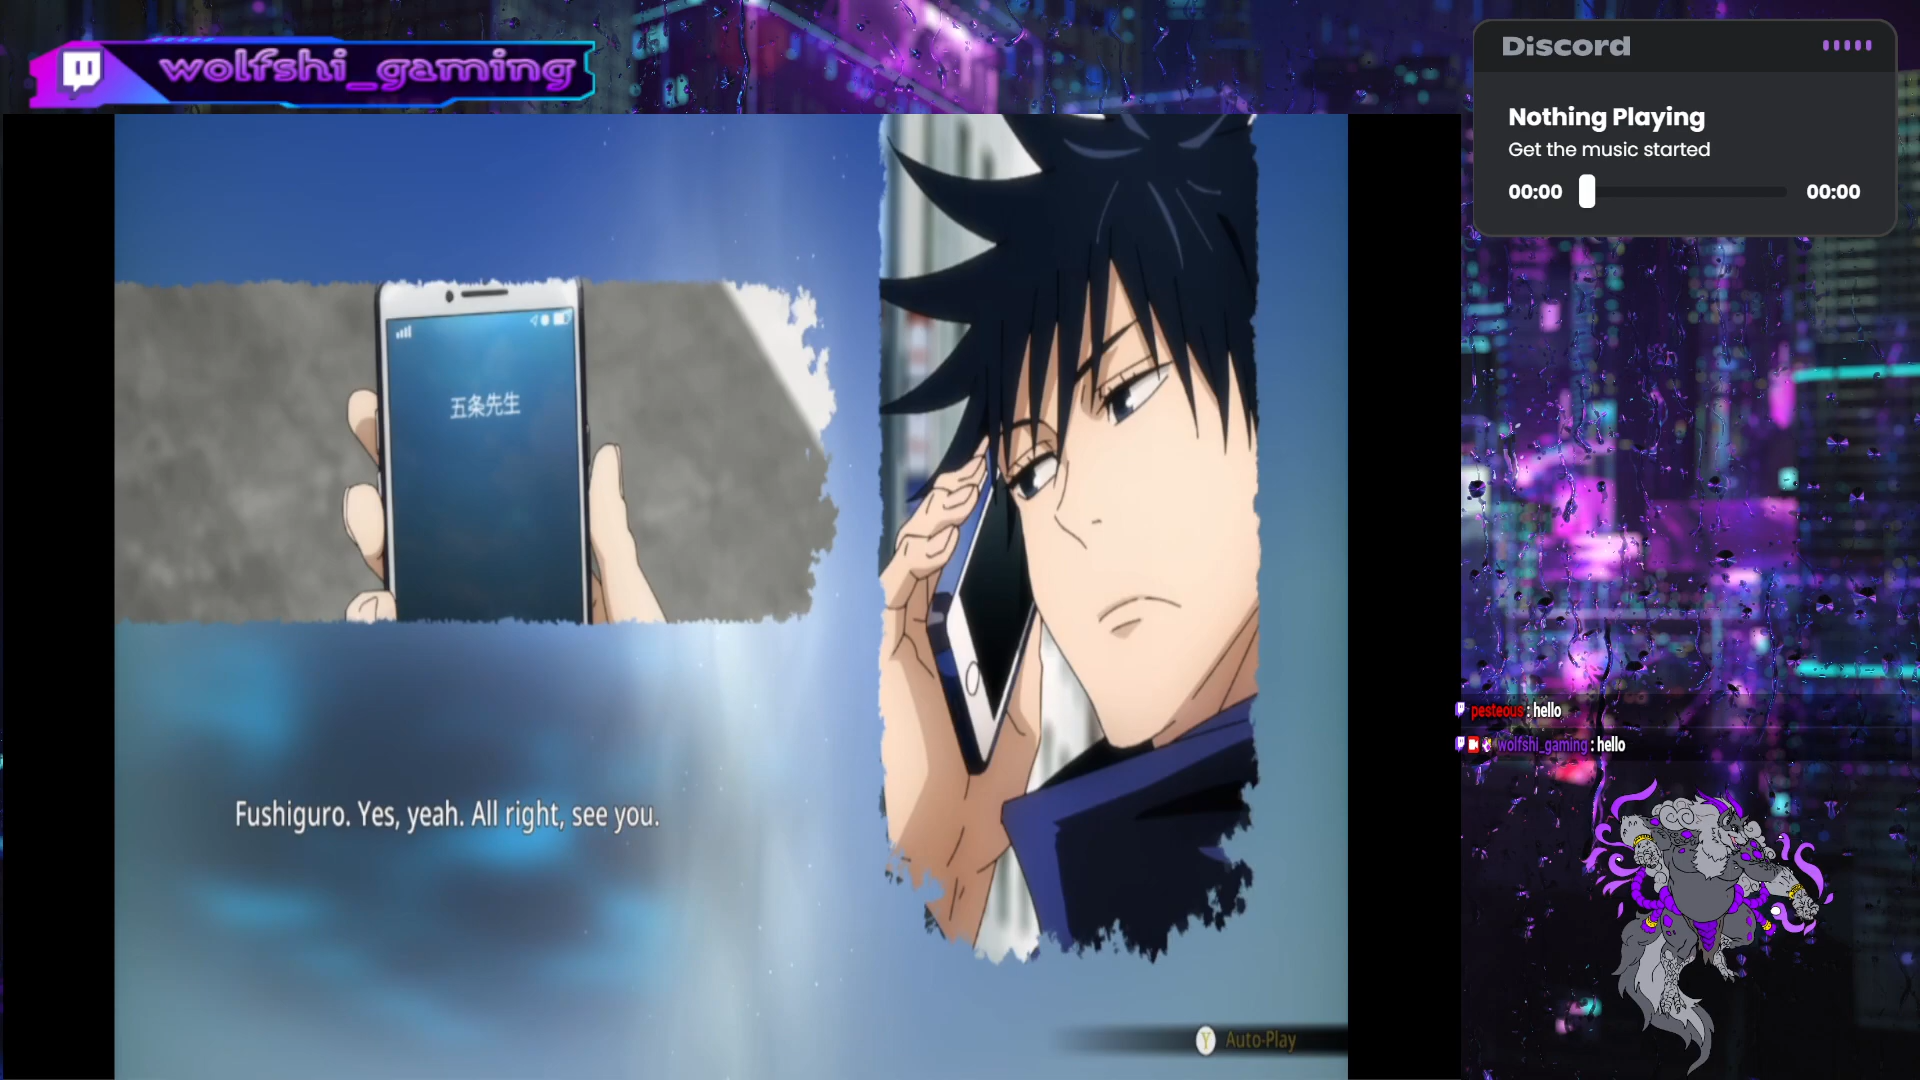 wolfshi_gaming
Discord
Nothing Playing
Get the music started
00:00 00:00
五条先生
pesteous : hello
wolfshi_gaming : hello
Fushiguro. Yes, yeah. All right, see you.
Y Auto-Play